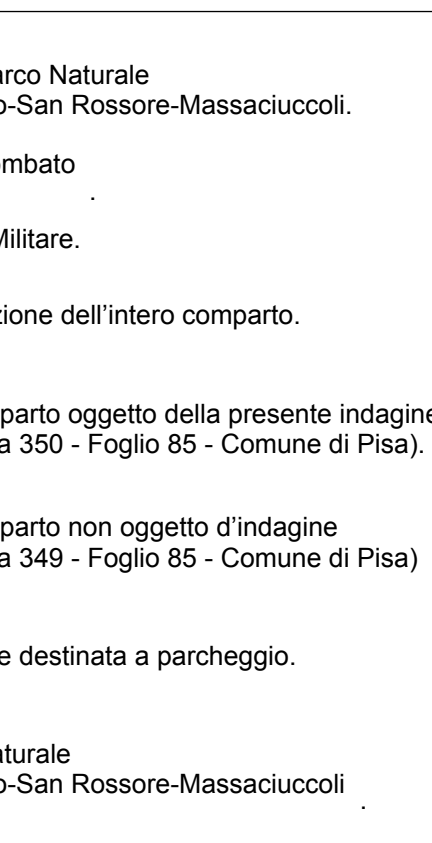 arco Naturale
o-San Rossore-Massaciuccoli.
ombato
.
Militare.
zione dell'intero comparto.
parto oggetto della presente indagine
a 350 - Foglio 85 - Comune di Pisa).
parto non oggetto d'indagine
a 349 - Foglio 85 - Comune di Pisa)
e destinata a parcheggio.
aturale
o-San Rossore-Massaciuccoli
.